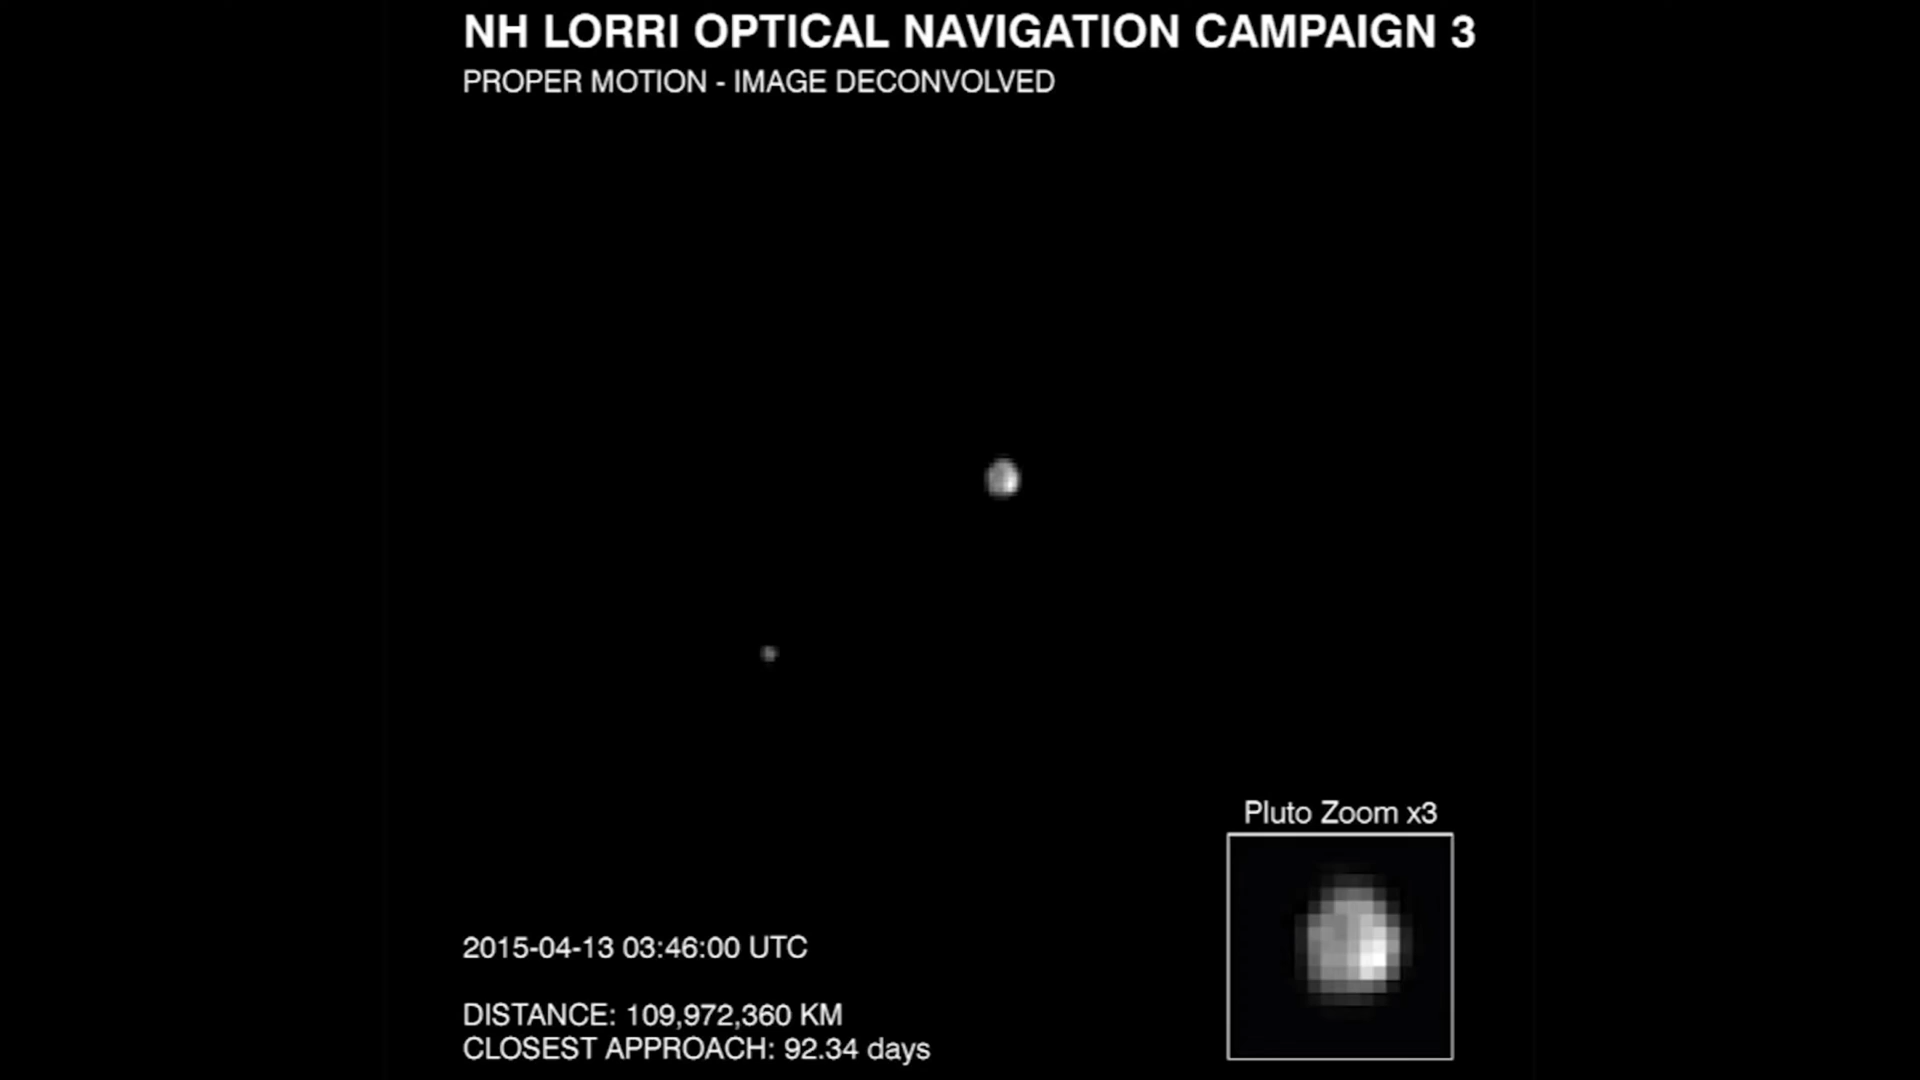 NH LORRI OPTICAL NAVIGATION CAMPAIGN 3
PROPER MOTION - IMAGE DECONVOLVED
Pluto Zoom x3
2015-04-13 03:46:00 UTC
DISTANCE: 109,972,360 KM
CLOSEST APPROACH: 92.34 days